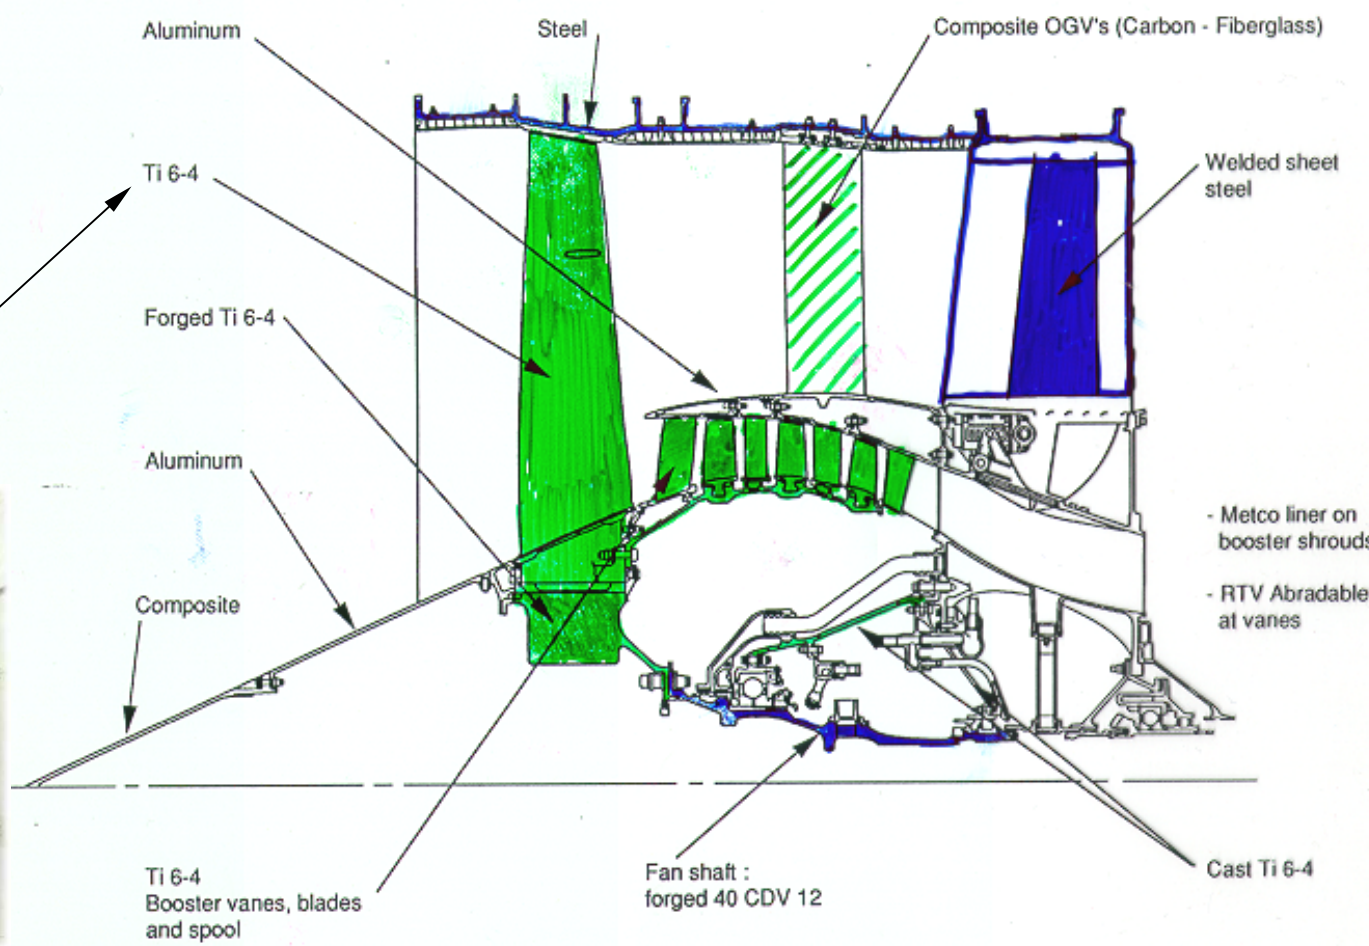 Aluminum
Steel
Composite OGV's (Carbon - Fiberglass)
Ti 6-4
Welded sheet
steel
Forged Ti 6-4
Aluminum
- Metco liner on
booster shrouds
- RTV Abradable
at vanes
Composite
Ti 6-4
Booster vanes, blades
and spool
Fan shaft :
forged 40 CDV 12
Cast Ti 6-4